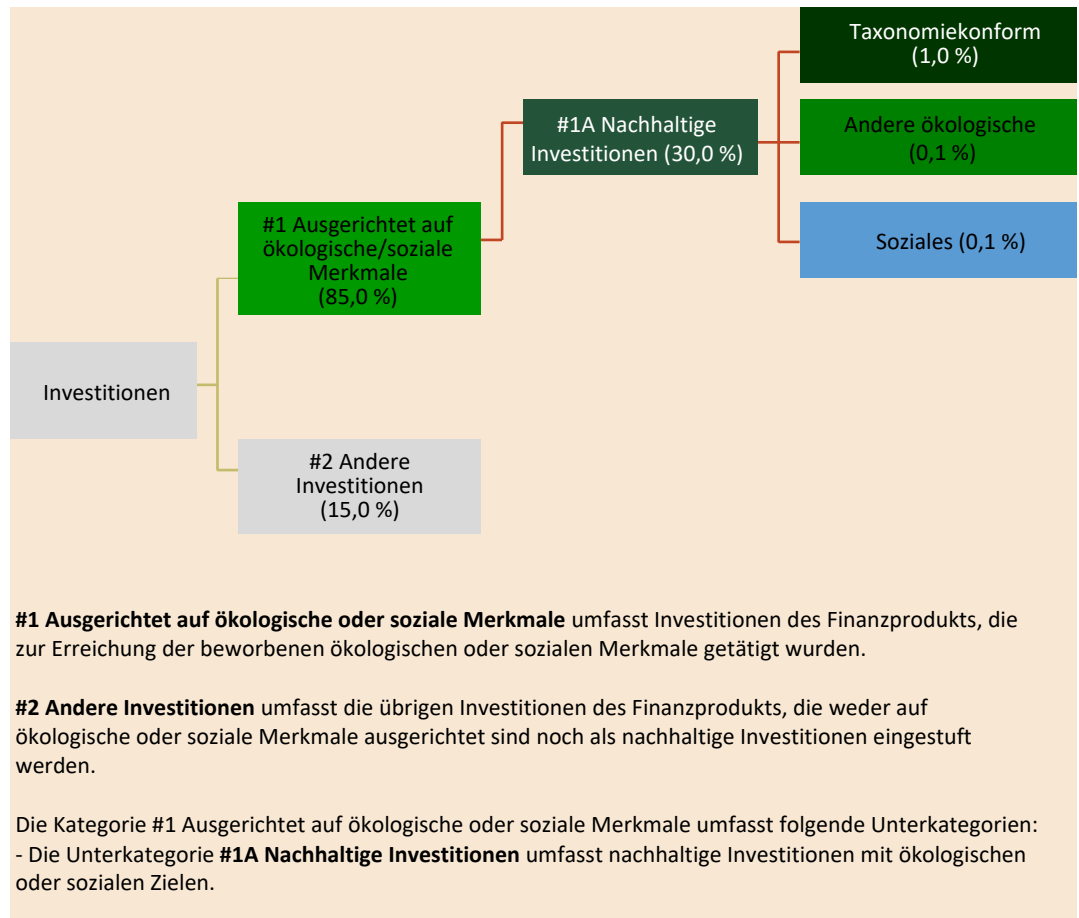 Taxonomiekonform
(1,0 %)
#1A Nachhaltige
Investitionen (30,0 %)
Andere ökologische
(0,1 %)
#1 Ausgerichtet auf
ökologische/soziale
Merkmale
(85,0 %)
Soziales (0,1 %)
Investitionen
#2 Andere
Investitionen
(15,0 %)
#1 Ausgerichtet auf ökologische oder soziale Merkmale umfasst Investitionen des Finanzprodukts, die
zur Erreichung der beworbenen ökologischen oder sozialen Merkmale getätigt wurden.
#2 Andere Investitionen umfasst die übrigen Investitionen des Finanzprodukts, die weder auf
ökologische oder soziale Merkmale ausgerichtet sind noch als nachhaltige Investitionen eingestuft
werden.
Die Kategorie #1 Ausgerichtet auf ökologische oder soziale Merkmale umfasst folgende Unterkategorien:
- Die Unterkategorie #1A Nachhaltige Investitionen umfasst nachhaltige Investitionen mit ökologischen
oder sozialen Zielen.